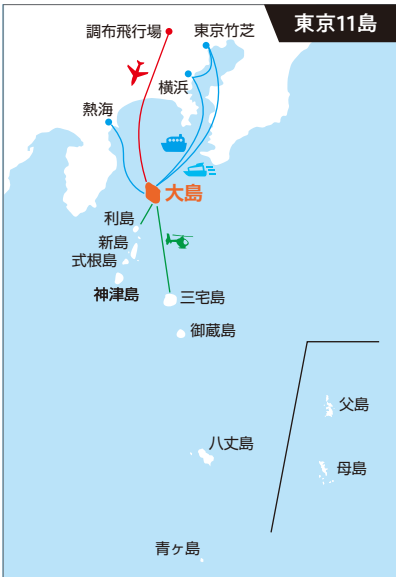 東京11島
調布飛行場
東京竹芝
横浜
熱海
大島
利島
新島
式根島
神津島
三宅島
御蔵島
父島
八丈島
母島
青ヶ島